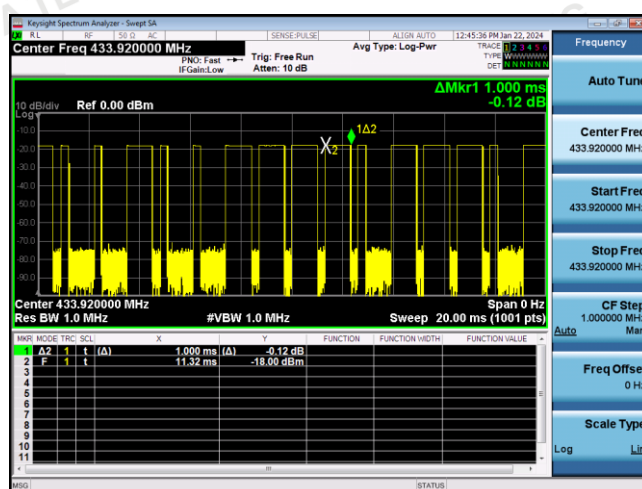 Keysight Spectrum Analyzer - Swept SA
RL RF 50 Ω AC SENSE:PULSE ALIGN AUTO 12:45:36 PM Jan 22, 2024
Center Freq 433.920000 MHz
PNO: Fast
IFGain:Low
Trig: Free Run
Atten: 10 dB
Avg Type: Log-Pwr
TRACE 1 2 3 4 5 6
TYPE WWWWWW
DET N N N N N N
ΔMkr1 1.000 ms
-0.12 dB
10 dB/div Ref 0.00 dBm
Log
-10.0
-20.0
-30.0
-40.0
-50.0
-60.0
-70.0
-80.0
-90.0
X2
1Δ2
Center 433.920000 MHz Span 0 Hz
Res BW 1.0 MHz #VBW 1.0 MHz Sweep 20.00 ms (1001 pts)
MKR MODE TRC SCL X Y FUNCTION FUNCTION WIDTH FUNCTION VALUE
1 Δ2 1 t (Δ) 1.000 ms (Δ) -0.12 dB
2 F 1 t 11.32 ms -18.00 dBm
3
4
5
6
7
8
9
10
11
MSG STATUS
Frequency
Auto Tune
Center Freq
433.920000 MHz
Start Freq
433.920000 MHz
Stop Freq
433.920000 MHz
CF Step
1.000000 MHz
Auto Man
Freq Offset
0 Hz
Scale Type
Log Lin